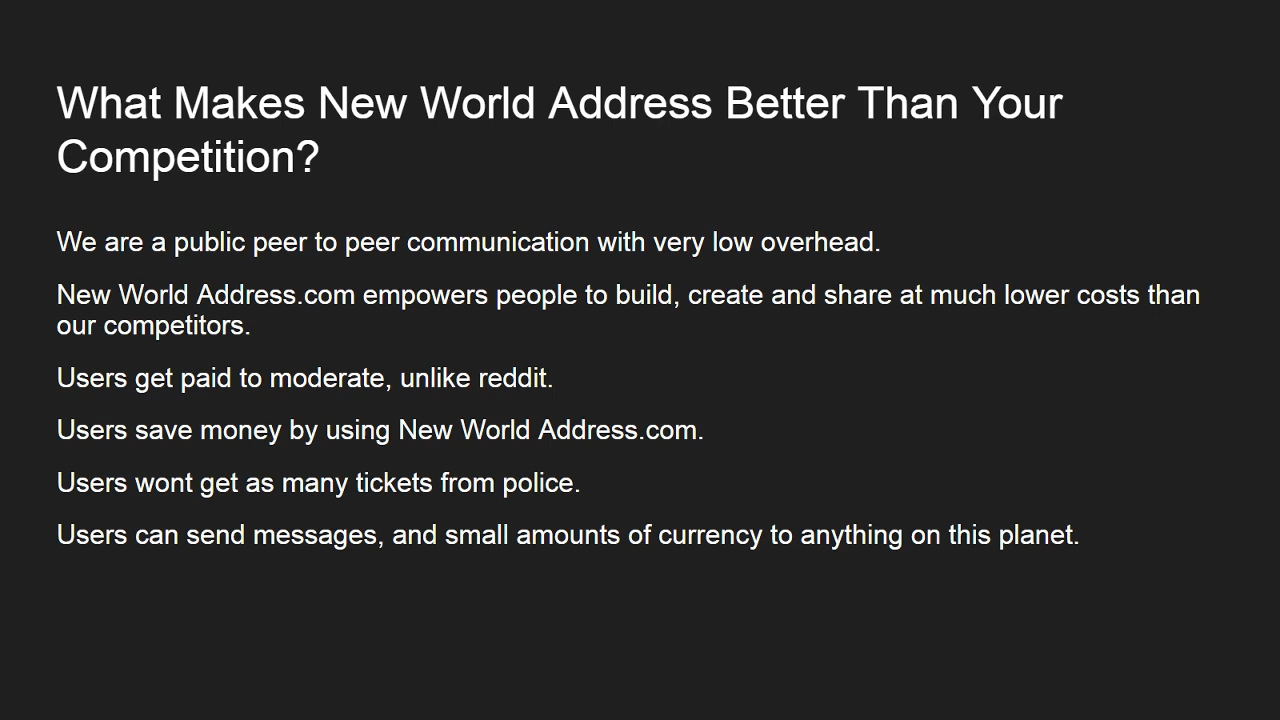 What Makes New World Address Better Than Your
Competition?
We are a public peer to peer communication with very low overhead.
New World Address.com empowers people to build, create and share at much lower costs than
our competitors.
Users get paid to moderate, unlike reddit.
Users save money by using New World Address.com.
Users wont get as many tickets from police.
Users can send messages, and small amounts of currency to anything on this planet.